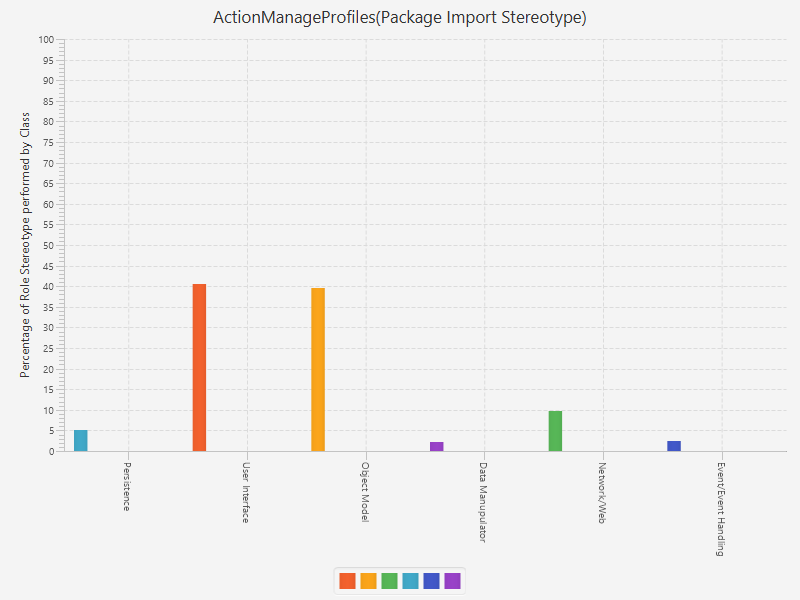 ActionManageProfiles(Package Import Stereotype)
Percentage of Role Stereotype performed by Class
100
95
90
85
80
75
70
65
60
55
50
45
40
35
30
25
20
15
10
5
0
Persistence
User Interface
Object Model
Data Manupulator
Network/Web
Event/Event Handling